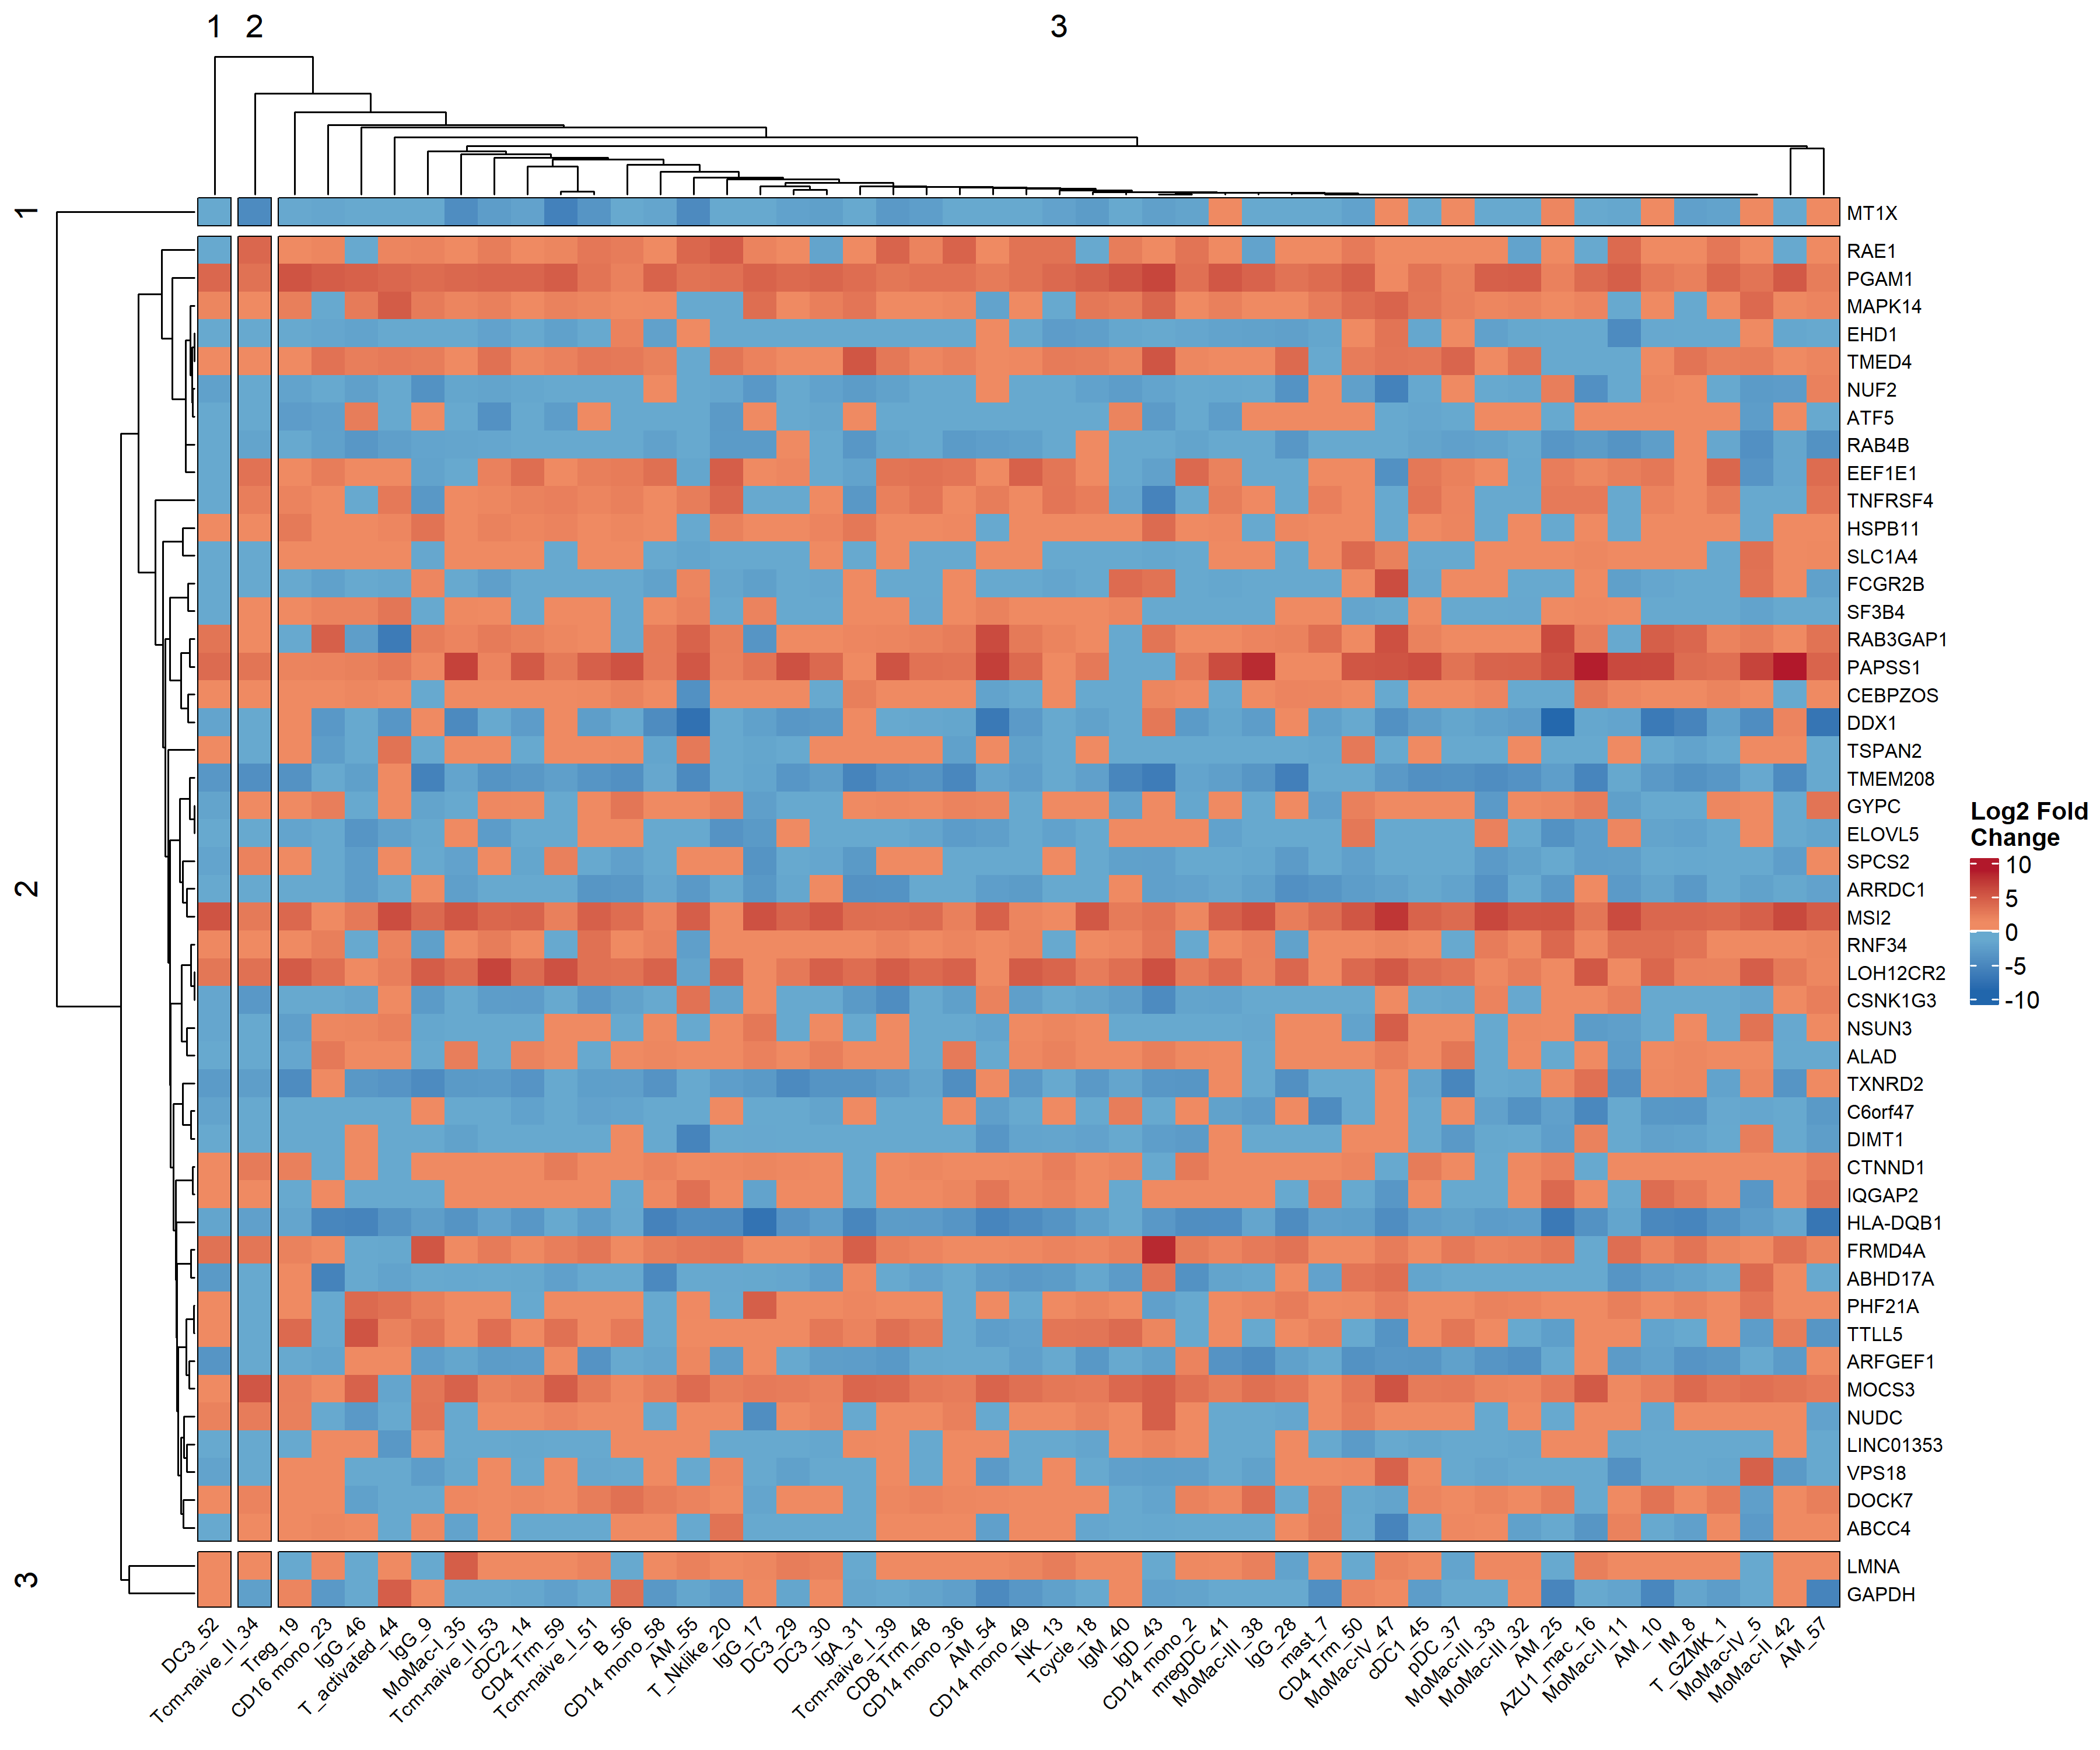 1 2 3
1
2
3
MT1X
RAE1
PGAM1
MAPK14
EHD1
TMED4
NUF2
ATF5
RAB4B
EEF1E1
TNFRSF4
HSPB11
SLC1A4
FCGR2B
SF3B4
RAB3GAP1
PAPSS1
CEBPZOS
DDX1
TSPAN2
TMEM208
GYPC
ELOVL5
SPCS2
ARRDC1
MSI2
RNF34
LOH12CR2
CSNK1G3
NSUN3
ALAD
TXNRD2
C6orf47
DIMT1
CTNND1
IQGAP2
HLA-DQB1
FRMD4A
ABHD17A
PHF21A
TTLL5
ARFGEF1
MOCS3
NUDC
LINC01353
VPS18
DOCK7
ABCC4
LMNA
GAPDH
Log2 Fold
Change
10
5
0
-5
-10
DC3_52
Tcm-naive_II_34
Treg_19
CD16 mono_23
IgG_46
T_activated_44
IgG_9
MoMac-I_35
Tcm-naive_II_53
cDC2_14
CD4 Trm_59
Tcm-naive_I_51
B_56
CD14 mono_58
AM_55
T_Nklike_20
IgG_17
DC3_29
DC3_30
IgA_31
Tcm-naive_I_39
CD8 Trm_48
CD14 mono_36
AM_54
CD14 mono_49
NK_13
Tcycle_18
IgM_40
IgD_43
CD14 mono_2
mregDC_41
MoMac-III_38
IgG_28
mast_7
CD4 Trm_50
MoMac-IV_47
cDC1_45
pDC_37
MoMac-III_33
MoMac-III_32
AM_25
AZU1_mac_16
MoMac-II_11
AM_10
IM_8
T_GZMK_1
MoMac-IV_5
MoMac-II_42
AM_57